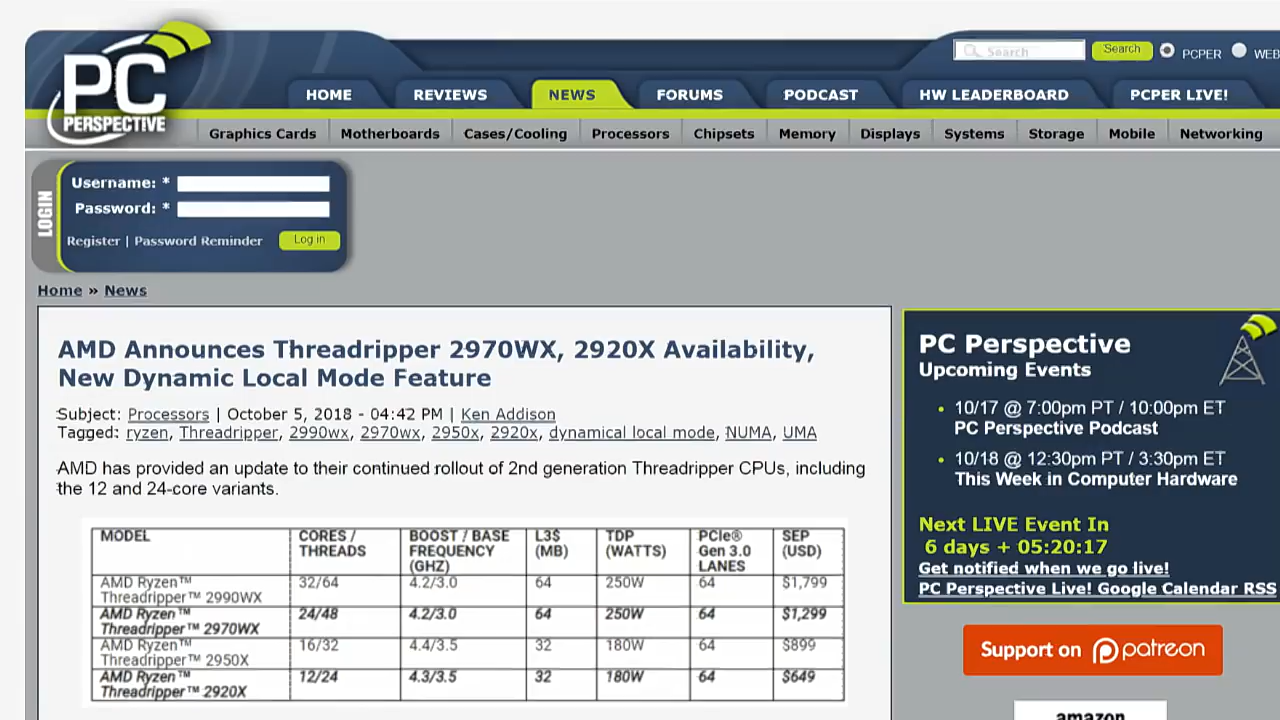 PC
PERSPECTIVE
Search
Search
PCPER
WEB
HOME
REVIEWS
NEWS
FORUMS
PODCAST
HW LEADERBOARD
PCPER LIVE!
Graphics Cards
Motherboards
Cases/Cooling
Processors
Chipsets
Memory
Displays
Systems
Storage
Mobile
Networking
LOGIN
Username: *
Password: *
Register | Password Reminder
Log in
Home » News
AMD Announces Threadripper 2970WX, 2920X Availability,
New Dynamic Local Mode Feature
Subject: Processors | October 5, 2018 - 04:42 PM | Ken Addison
Tagged: ryzen, Threadripper, 2990wx, 2970wx, 2950x, 2920x, dynamical local mode, NUMA, UMA
AMD has provided an update to their continued rollout of 2nd generation Threadripper CPUs, including
the 12 and 24-core variants.
MODEL
CORES /
THREADS
BOOST / BASE
FREQUENCY
(GHZ)
L3$
(MB)
TDP
(WATTS)
PCIe®
Gen 3.0
LANES
SEP
(USD)
AMD Ryzen™
Threadripper™ 2990WX
32/64
4.2/3.0
64
250W
64
$1,799
AMD Ryzen™
Threadripper™ 2970WX
24/48
4.2/3.0
64
250W
64
$1,299
AMD Ryzen™
Threadripper™ 2950X
16/32
4.4/3.5
32
180W
64
$899
AMD Ryzen™
Threadripper™ 2920X
12/24
4.3/3.5
32
180W
64
$649
PC Perspective
Upcoming Events
10/17 @ 7:00pm PT / 10:00pm ET
PC Perspective Podcast
10/18 @ 12:30pm PT / 3:30pm ET
This Week in Computer Hardware
Next LIVE Event In
6 days + 05:20:17
Get notified when we go live!
PC Perspective Live! Google Calendar RSS
Support on patreon
amazon